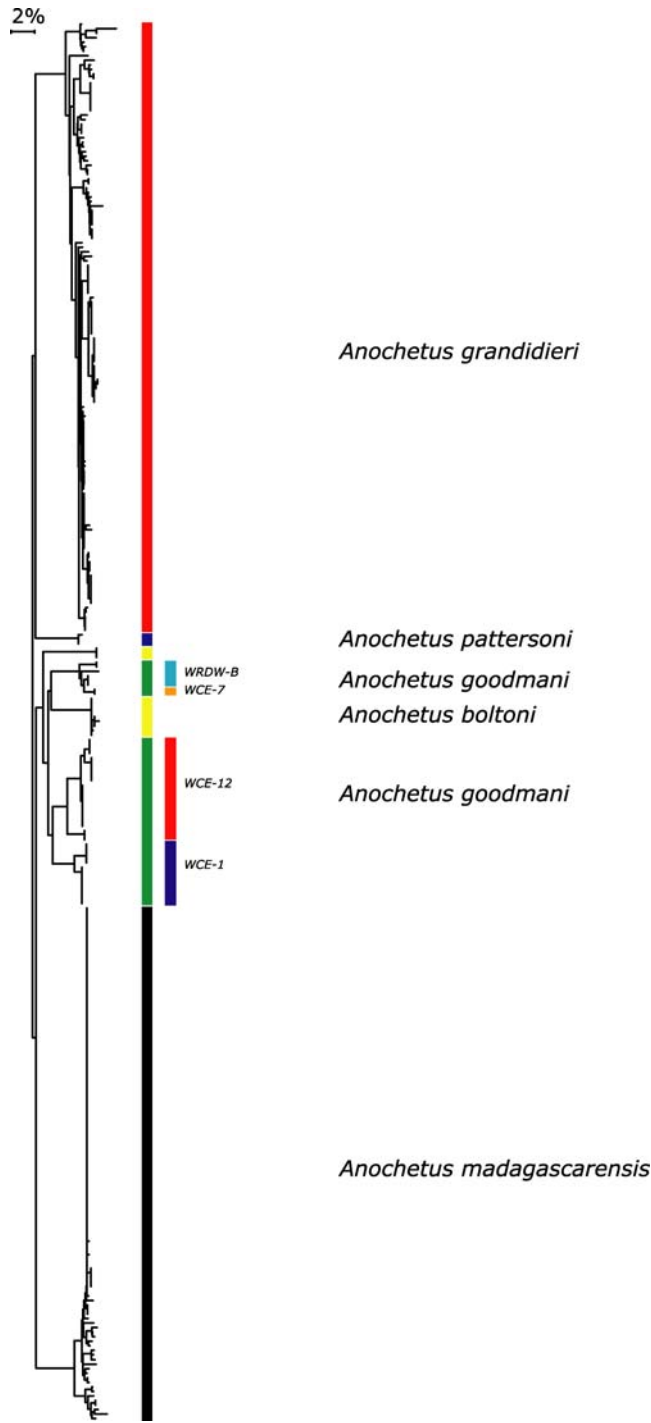 2%
Anochetus grandidieri
Anochetus pattersoni
WRDW-B
Anochetus goodmani
WCE-7
Anochetus boltoni
WCE-12
Anochetus goodmani
WCE-1
Anochetus madagascarensis